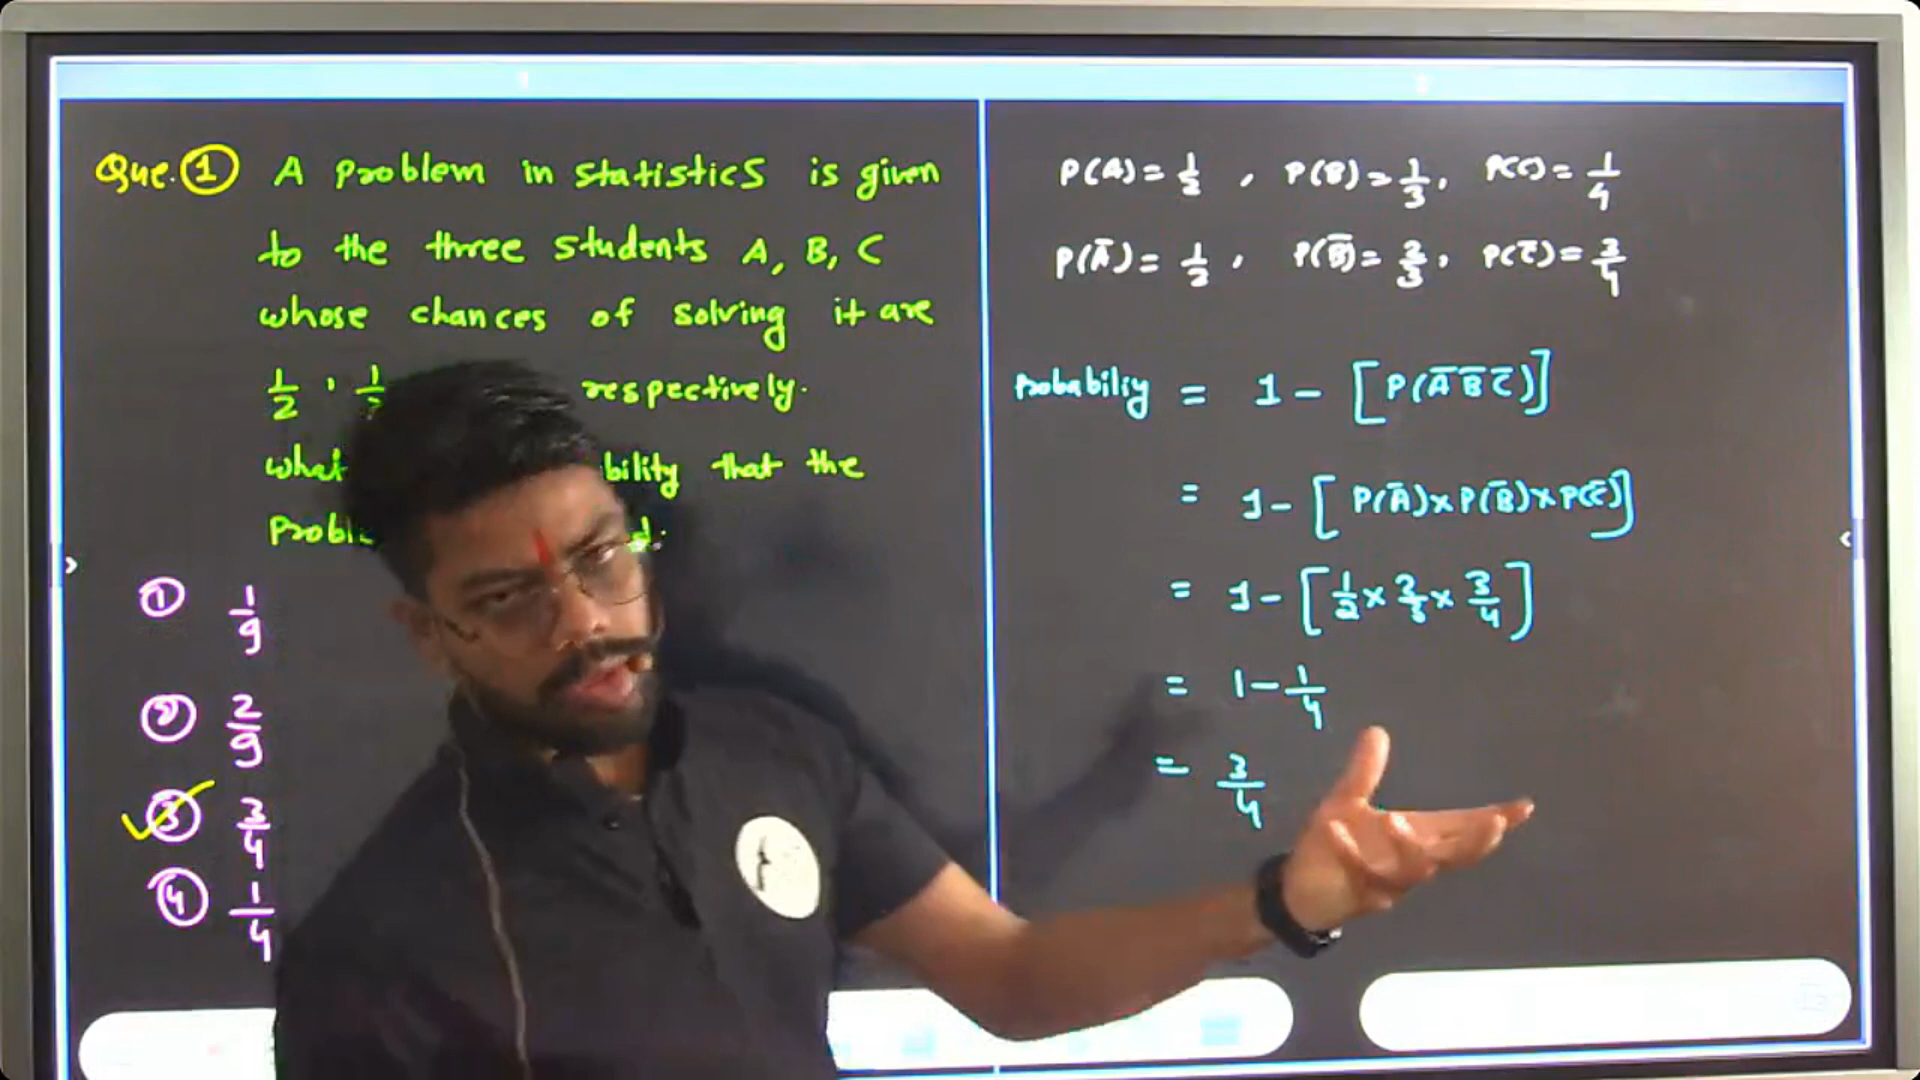 Que. ① A problem in statistics is given
to the three students A, B, C
whose chances of solving it are
1/2 , 1/ respectively.
what bility that the
Proble d.
① 1/9
② 2/9
③ 3/4
④ 1/4
P(A) = 1/2 , P(B) = 1/3, P(C) = 1/4
P(Ā) = 1/2 , P(B̄) = 2/3, P(C̄) = 3/4
Probabiliy = 1 - [P(Ā B̄ C̄)]
= 1 - [P(Ā) x P(B̄) x P(C̄)]
= 1 - [1/2 x 2/3 x 3/4]
= 1 - 1/4
= 3/4